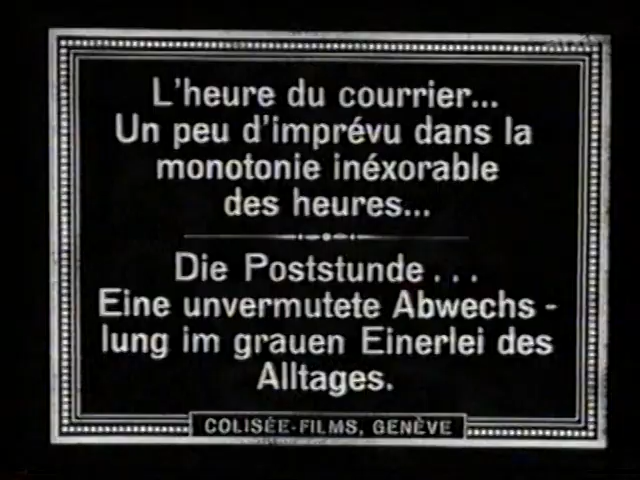 L'heure du courrier...
Un peu d'imprévu dans la
monotonie inéxorable
des heures...
Die Poststunde...
Eine unvermutete Abwechs -
lung im grauen Einerlei des
Alltages.
COLISÉE-FILMS, GENÈVE